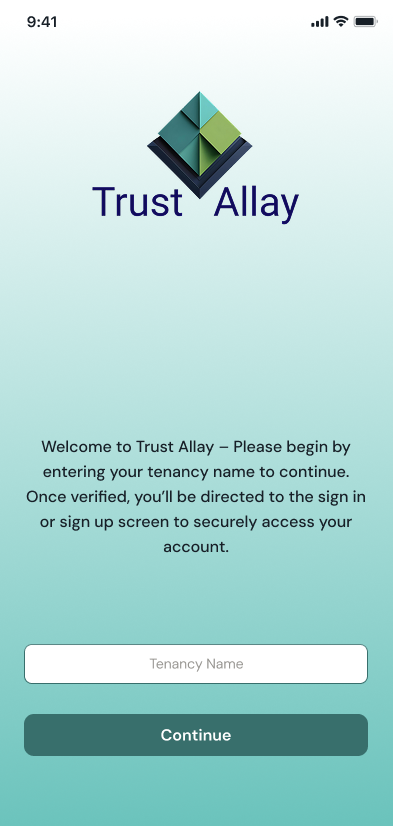 9:41
Trust Allay
Welcome to Trust Allay – Please begin by
entering your tenancy name to continue.
Once verified, you’ll be directed to the sign in
or sign up screen to securely access your
account.
Tenancy Name
Continue